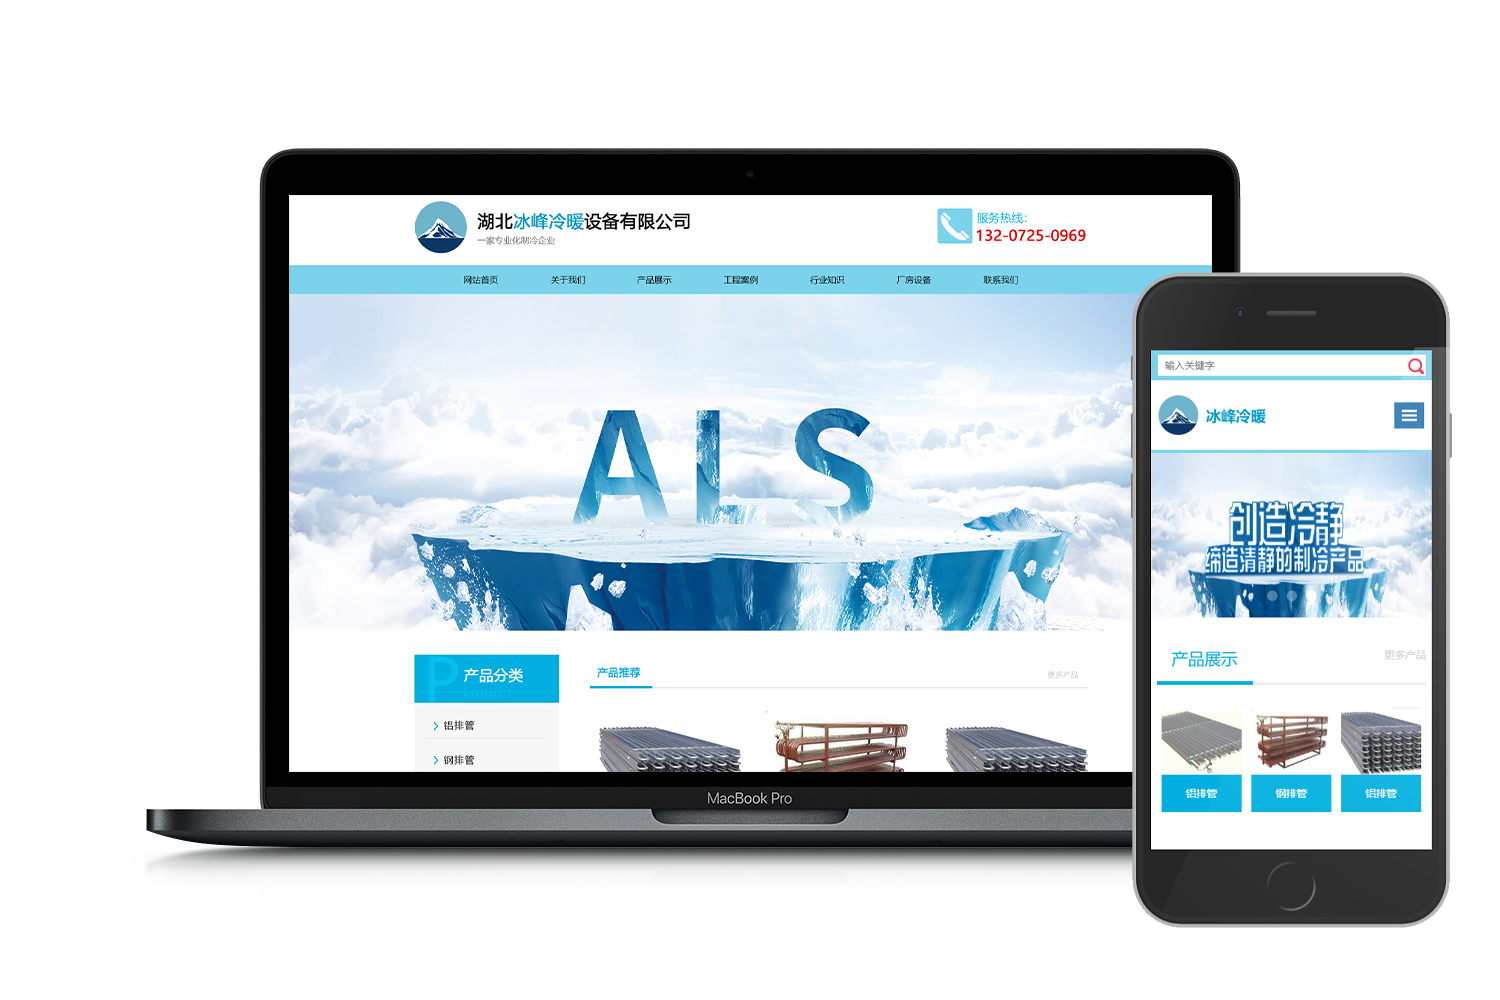 湖北冰峰冷暖设备有限公司
一家专业化制冷企业
服务热线:
132-0725-0969
网站首页 关于我们 产品展示 工程案例 行业知识 厂房设备 联系我们
ALS
P 产品分类
RODUCT
铝排管
钢排管
产品推荐
更多产品
MacBook Pro
输入关键字
冰峰冷暖
创造冷静
缔造清静的制冷产品
产品展示
更多产品
铝排管 钢排管 铝排管